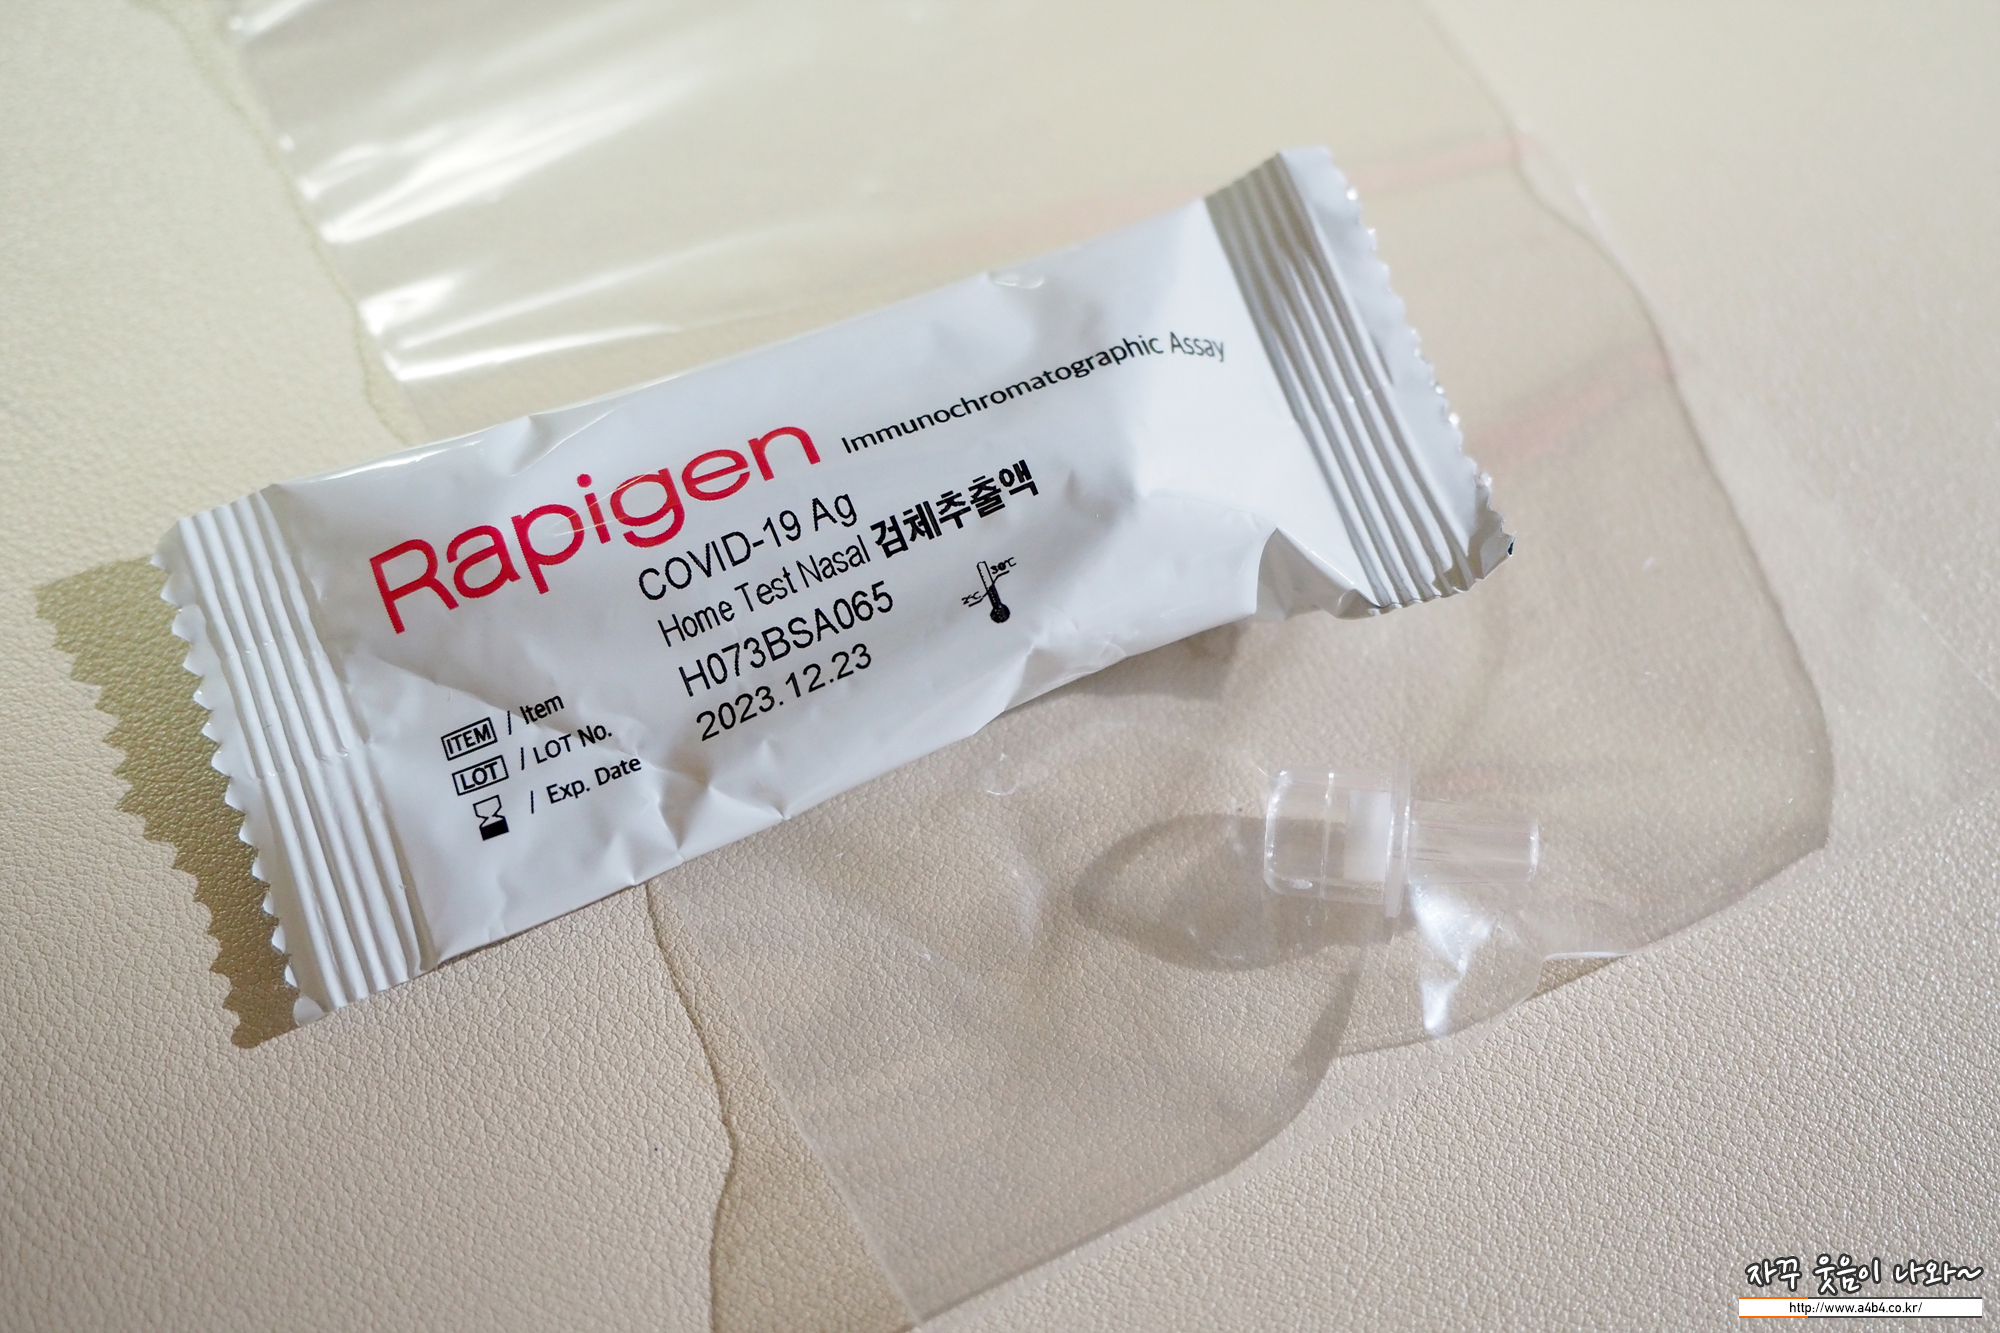 Rapigen Immunochromatographic Assay
COVID-19 Ag
Home Test Nasal 검체추출액
H073BSA065
2023.12.23
2℃ 30℃
ITEM / Item
LOT / LOT No.
/ Exp. Date
자꾸 웃음이 나와~
http://www.a4b4.co.kr/